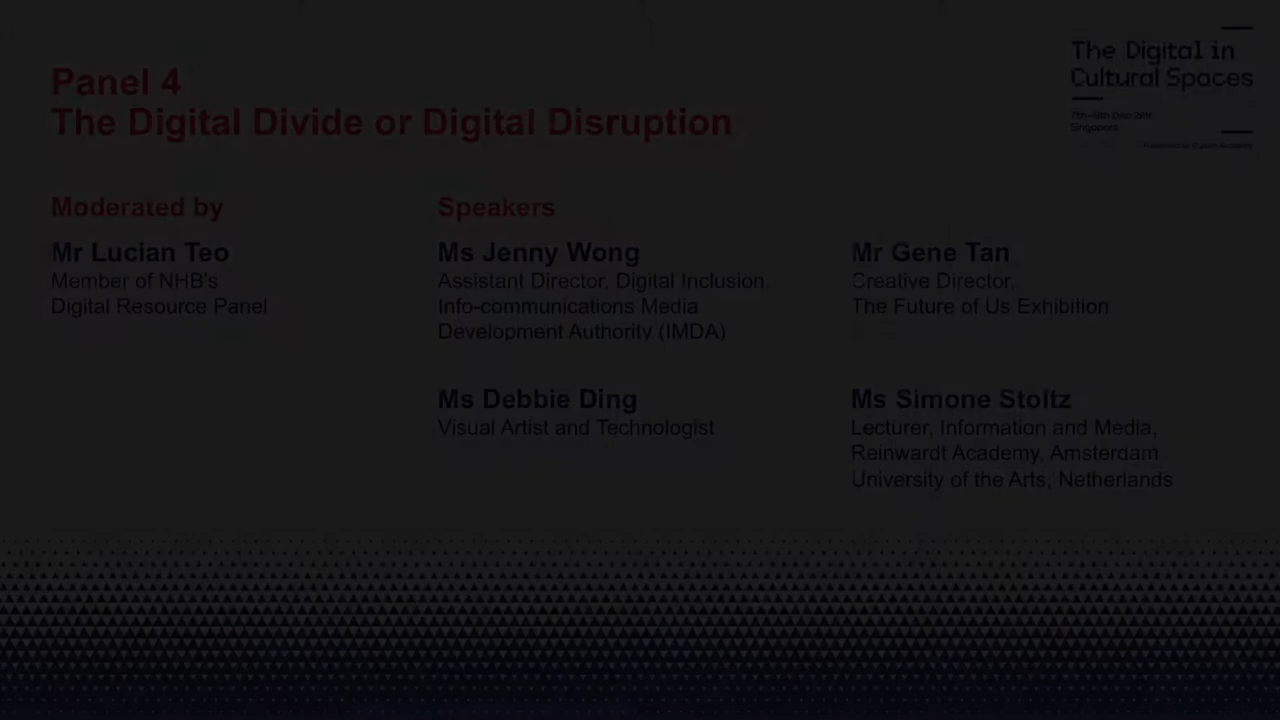 Panel 4
The Digital Divide or Digital Disruption
The Digital in
Cultural Spaces
Singapore
Moderated by
Mr Lucian Teo
Member of NHB's
Digital Resource Panel
Speakers
Ms Jenny Wong
Assistant Director, Digital Inclusion,
Info-communications Media
Development Authority (IMDA)
Mr Gene Tan
Creative Director,
The Future of Us Exhibition
Ms Debbie Ding
Visual Artist and Technologist
Ms Simone Stoltz
Lecturer, Information and Media,
Reinwardt Academy, Amsterdam
University of the Arts, Netherlands